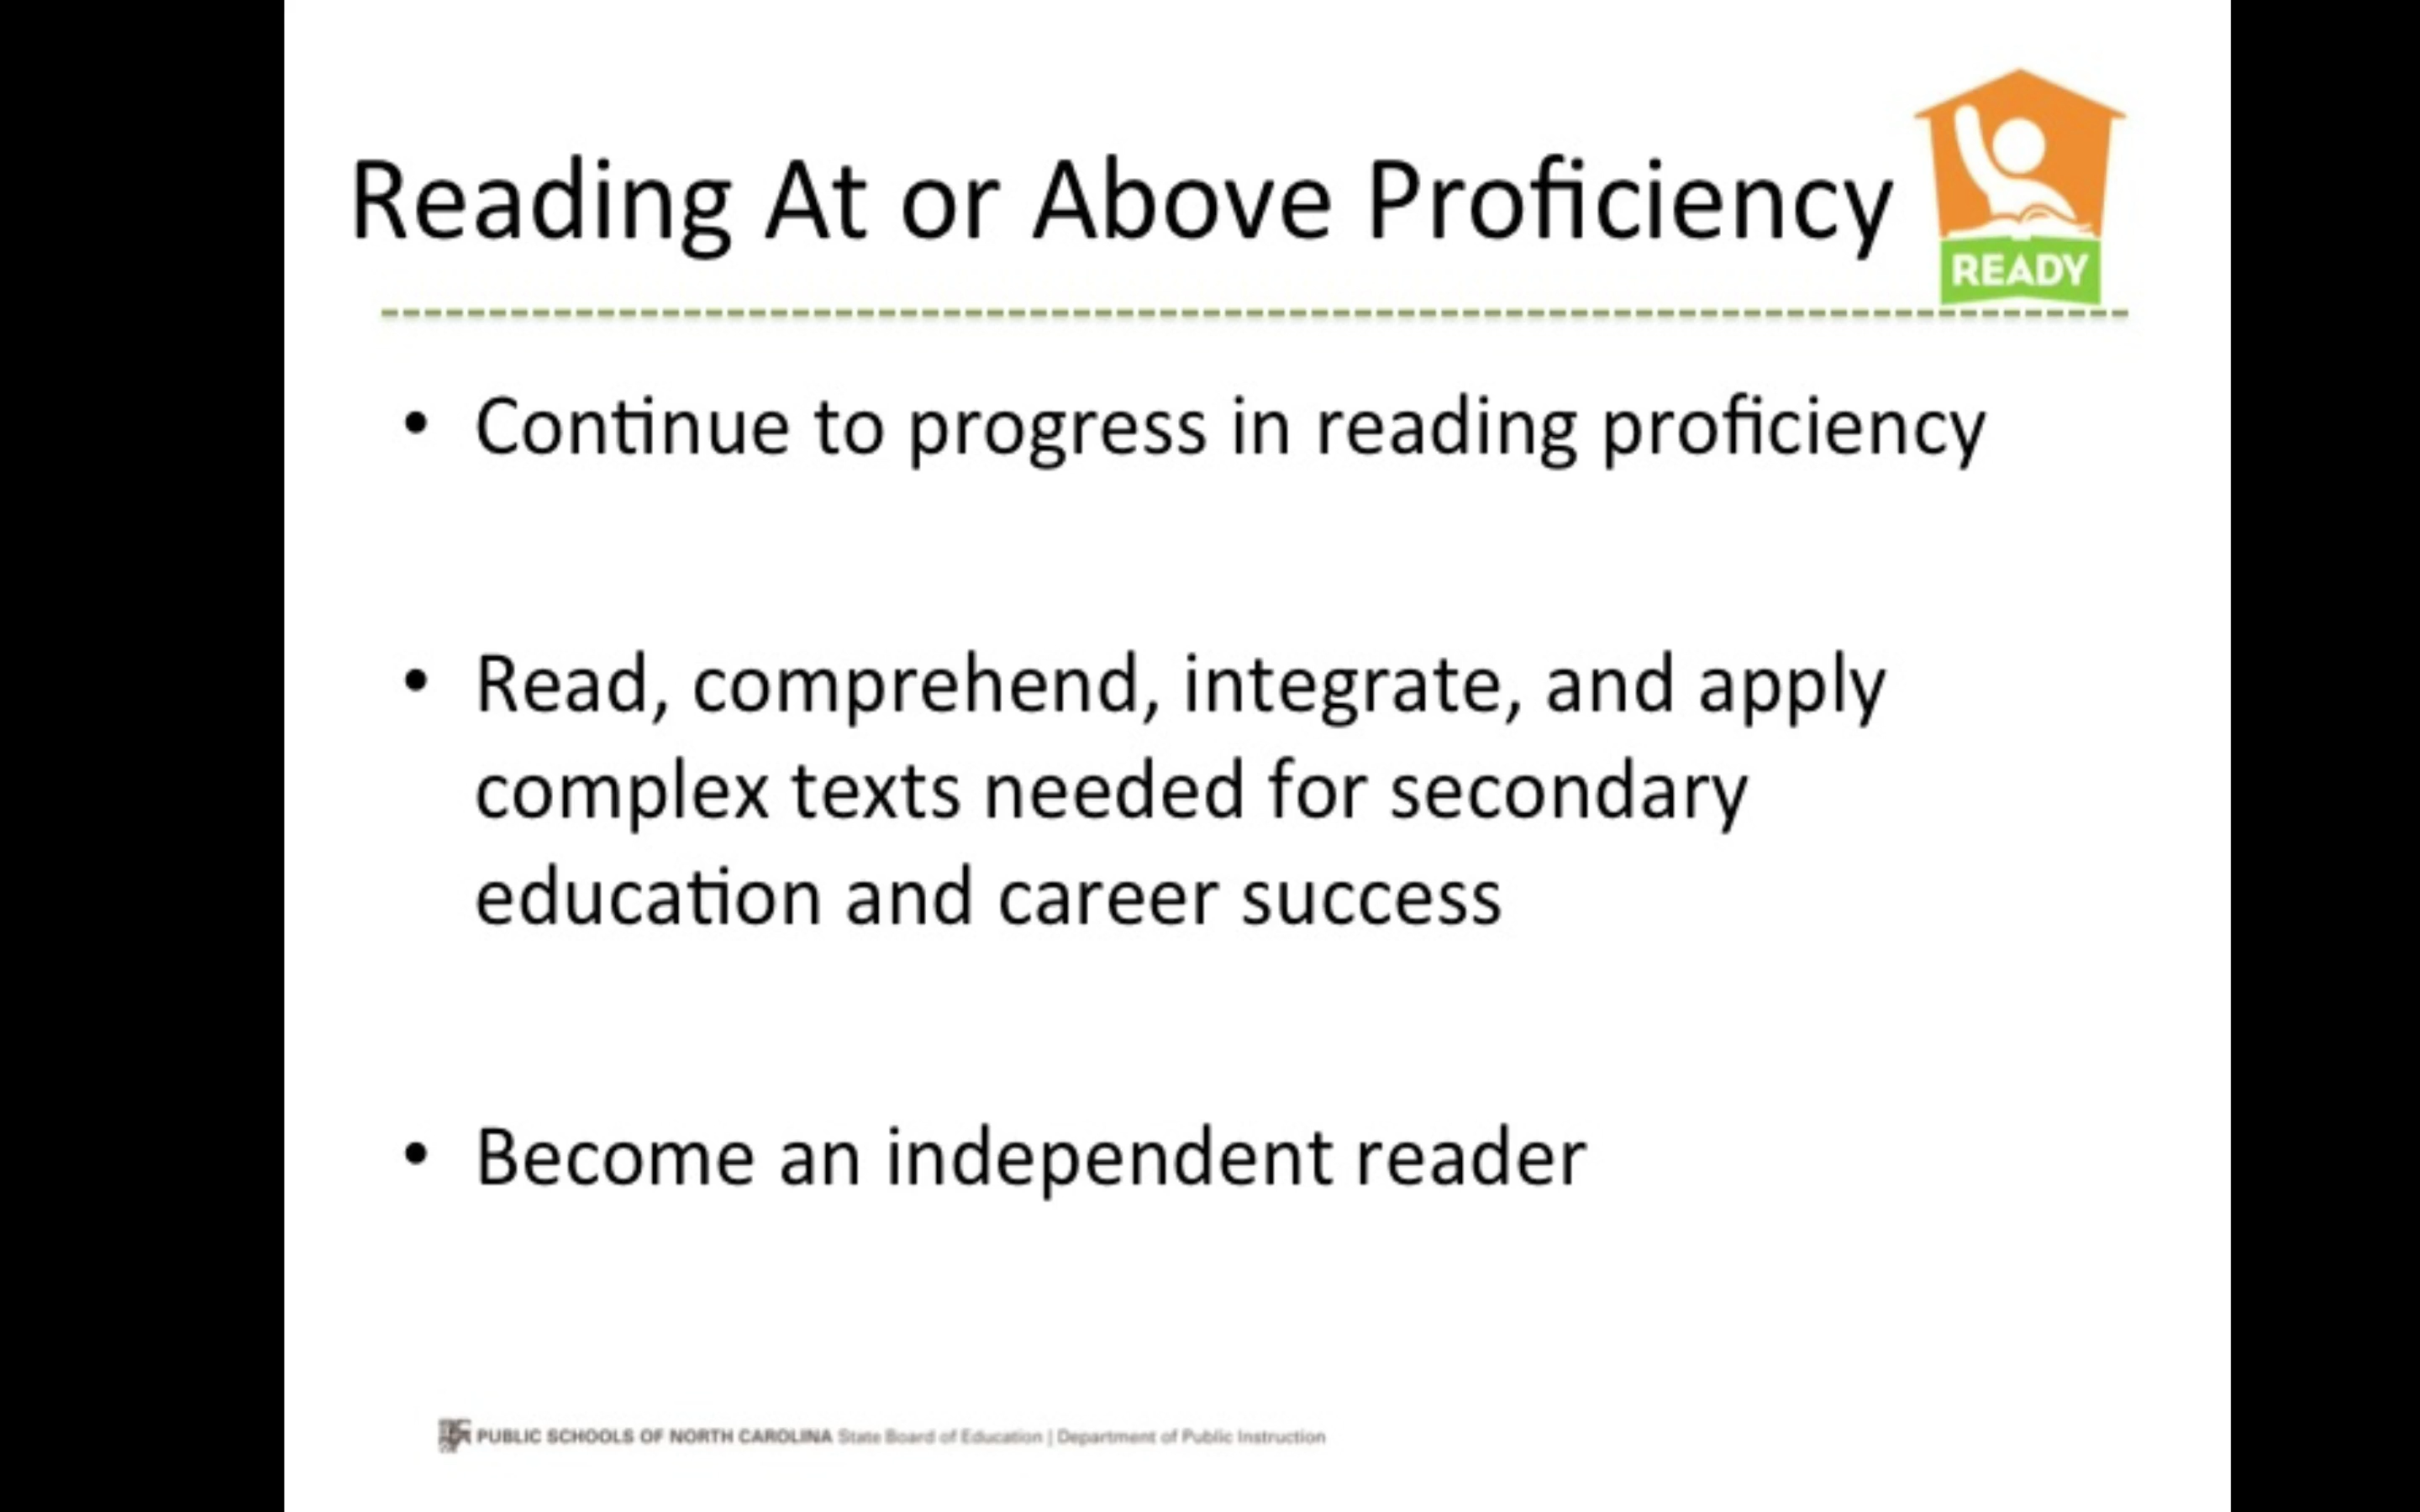 Reading At or Above Proficiency
READY
• Continue to progress in reading proficiency
• Read, comprehend, integrate, and apply
complex texts needed for secondary
education and career success
• Become an independent reader
PUBLIC SCHOOLS OF NORTH CAROLINA State Board of Education | Department of Public Instruction